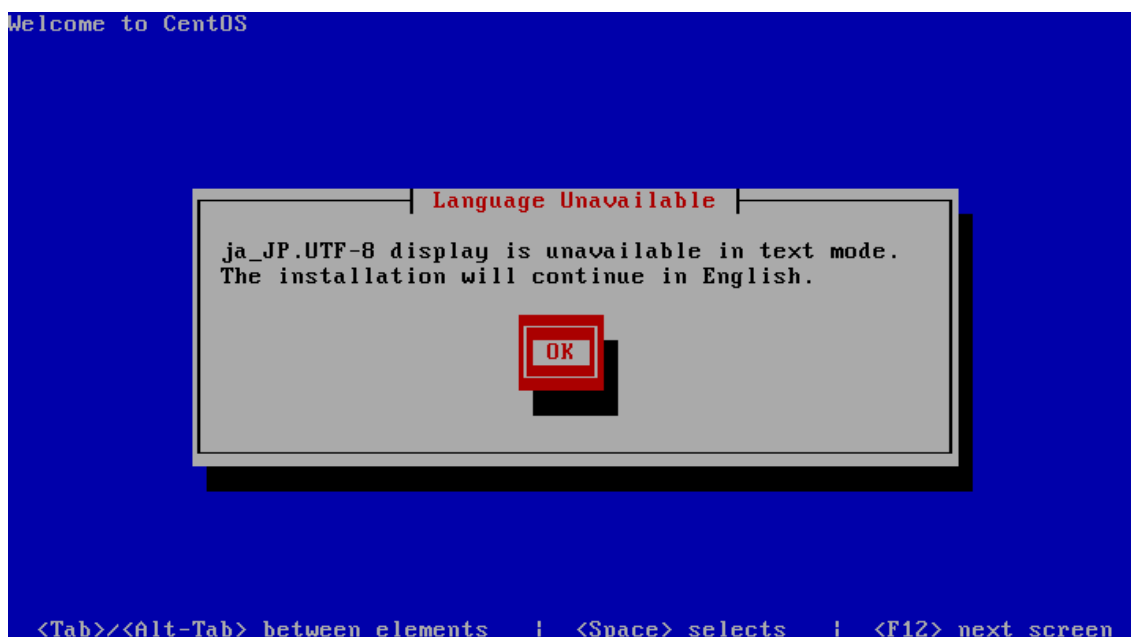 Welcome to CentOS
Language Unavailable
ja_JP.UTF-8 display is unavailable in text mode.
The installation will continue in English.
OK
<Tab>/<Alt-Tab> between elements | <Space> selects | <F12> next screen